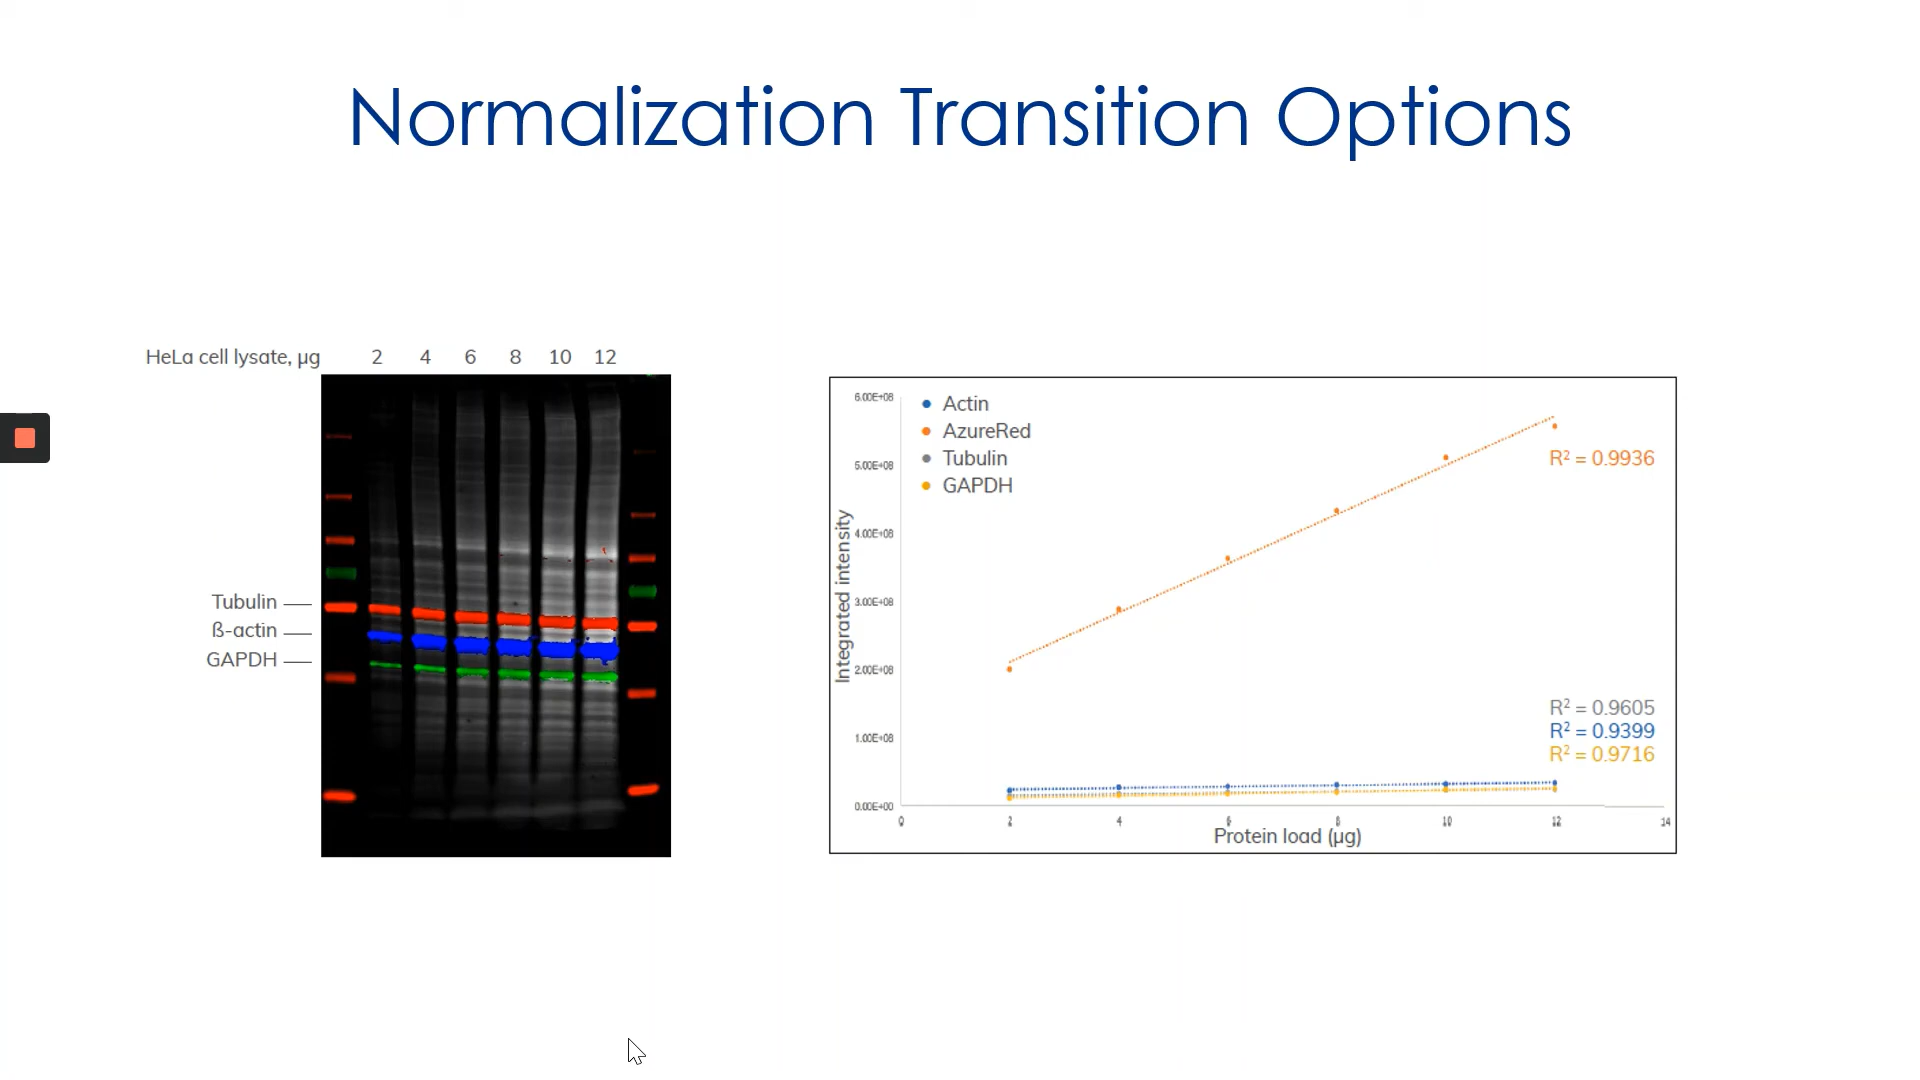 Normalization Transition Options
HeLa cell lysate, µg 2 4 6 8 10 12
Tubulin
ß-actin
GAPDH
Actin
AzureRed
Tubulin
GAPDH
6.00E+08
5.00E+08
4.00E+08
3.00E+08
2.00E+08
1.00E+08
0.00E+00
Integrated intensity
R² = 0.9936
R² = 0.9605
R² = 0.9399
R² = 0.9716
0 2 4 6 8 10 12 14
Protein load (µg)